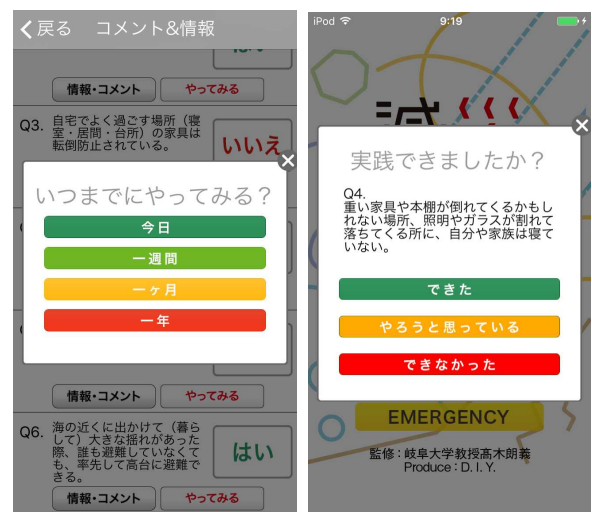 戻る コメント&情報
はい
情報・コメント やってみる
Q3. 自宅でよく過ごす場所（寝
室・居間・台所）の家具は
転倒防止されている。
いいえ
いつまでにやってみる？
今日
一週間
一ヶ月
一年
情報・コメント やってみる
Q6. 海の近くに出かけて（暮ら
して）大きな揺れがあった
際、誰も避難していなくて
も、率先して高台に避難で
きる。
はい
情報・コメント やってみる
iPod 9:19
減
実践できましたか？
Q4.
重い家具や本棚が倒れてくるかもし
れない場所、照明やガラスが割れて
落ちてくる所に、自分や家族は寝て
いない。
できた
やろうと思っている
できなかった
EMERGENCY
監修：岐阜大学教授髙木朗義
Produce：D. I. Y.